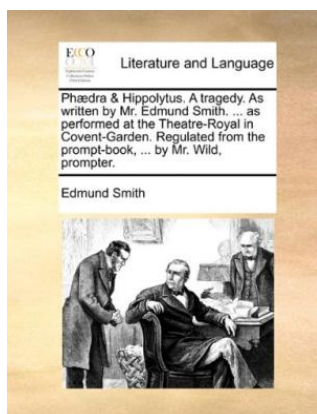 ECCO
Literature and Language
Phædra & Hippolytus. A tragedy. As
written by Mr. Edmund Smith. ... as
performed at the Theatre-Royal in
Covent-Garden. Regulated from the
prompt-book, ... by Mr. Wild,
prompter.
Edmund Smith